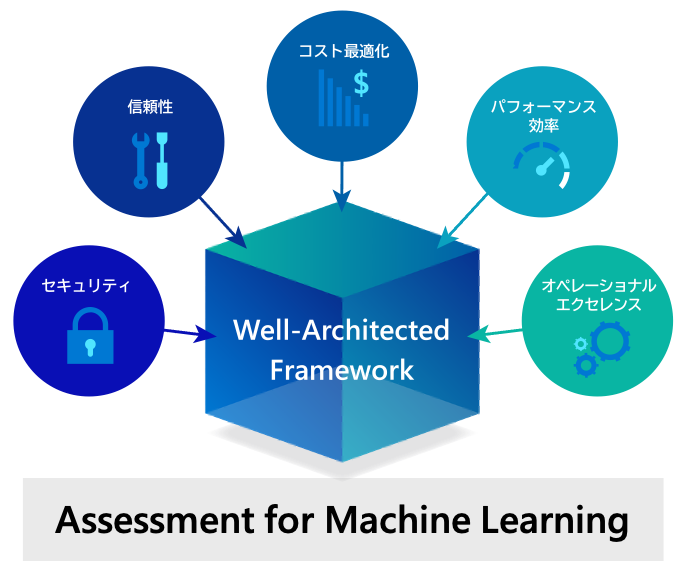 コスト最適化
$
信頼性
パフォーマンス
効率
セキュリティ
オペレーショナル
エクセレンス
Well-Architected
Framework
Assessment for Machine Learning